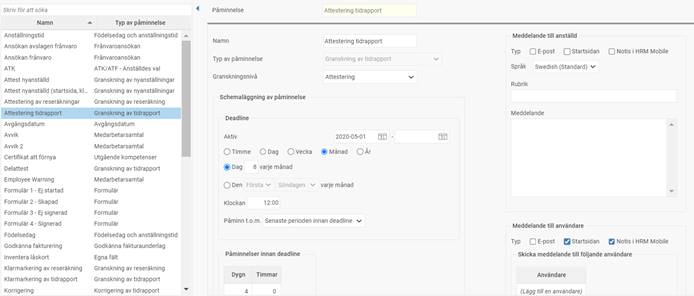 Skriv för att söka
Namn Typ av påminnelse
Anställningstid Födelsedag och anställningstid
Ansökan avslagen frånvaro Frånvaroansökan
Ansökan frånvaro Frånvaroansökan
ATK ATK/ATF - Anställdes val
Attest nyanställd Granskning av nyanställningar
Attest nyanställd (startsida, kl... Granskning av nyanställningar
Attestering av reseräkningar Granskning av reseräkning
Attestering tidrapport Granskning av tidrapport
Avgångsdatum Avgångsdatum
Avvik Medarbetarsamtal
Avvik 2 Medarbetarsamtal
Certifikat att förnya Utgående kompetenser
Delattest Granskning av tidrapport
Employee Warning Medarbetarsamtal
Formulär 1 - Ej startad Formulär
Formulär 2 - Skapad Formulär
Formulär 3 - Ej signerad Formulär
Formulär 4 - Signerad Formulär
Födelsedag Födelsedag och anställningstid
Godkänna fakturering Godkänna fakturaunderlag
Inventera låskort Egna fält
Klarmarkering av reseräkning Granskning av reseräkning
Klarmarkering av tidrapport Granskning av tidrapport
Korrigering Korrigering av tidrapport
Påminnelse Attestering tidrapport
Namn Attestering tidrapport
Typ av påminnelse Granskning av tidrapport
Granskningsnivå Attestering
Schemaläggning av påminnelse
Deadline
Aktiv 2020-05-01 -
Timme Dag Vecka Månad År
Dag 8 varje månad
Den Första Söndagen varje månad
Klockan 12:00
Påminn t.o.m. Senaste perioden innan deadline
Påminnelser innan deadline
Dygn Timmar
4 0
Meddelande till anställd
Typ E-post Startsidan Notis i HRM Mobile
Språk Swedish (Standard)
Rubrik
Meddelande
Meddelande till användare
Typ E-post Startsidan Notis i HRM Mobile
Skicka meddelande till följande användare
Användare
(Lägg till en användare)